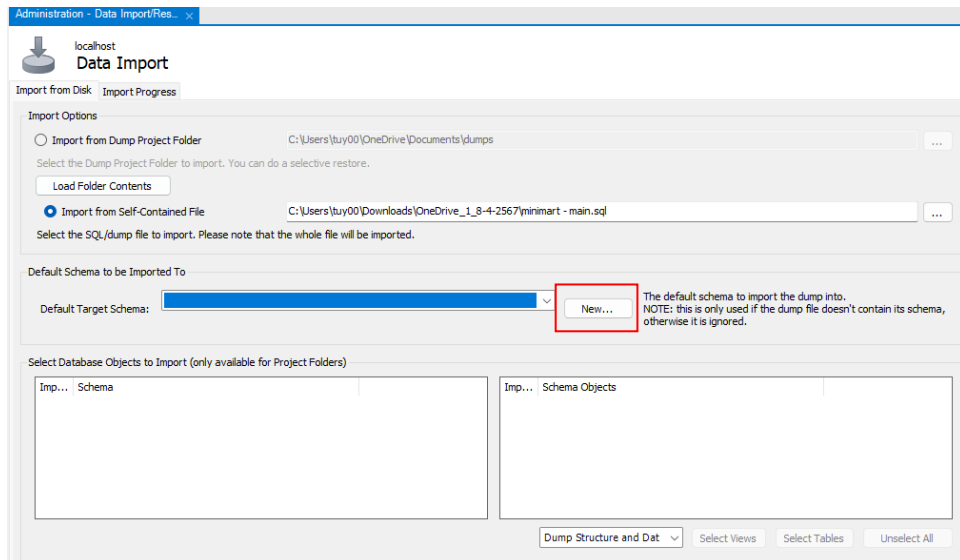 Administration - Data Import/Res...
localhost
Data Import
Import from Disk Import Progress
Import Options
Import from Dump Project Folder C:\Users\tuy00\OneDrive\Documents\dumps ...
Select the Dump Project Folder to import. You can do a selective restore.
Load Folder Contents
Import from Self-Contained File C:\Users\tuy00\Downloads\OneDrive_1_8-4-2567\minimart - main.sql ...
Select the SQL/dump file to import. Please note that the whole file will be imported.
Default Schema to be Imported To
Default Target Schema: New... The default schema to import the dump into.
NOTE: this is only used if the dump file doesn't contain its schema,
otherwise it is ignored.
Select Database Objects to Import (only available for Project Folders)
Imp... Schema Imp... Schema Objects
Dump Structure and Dat Select Views Select Tables Unselect All